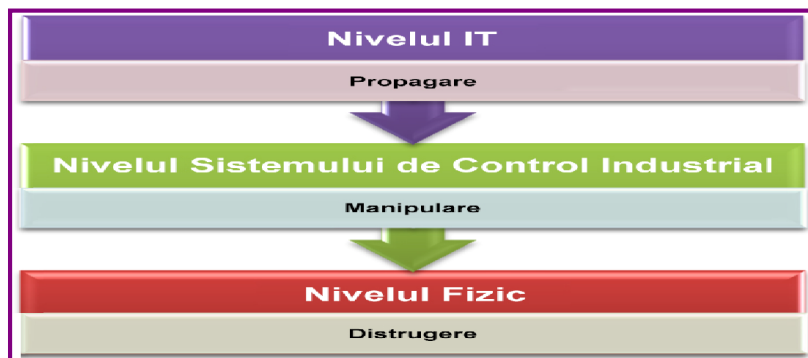 Nivelul IT
Propagare
Nivelul Sistemului de Control Industrial
Manipulare
Nivelul Fizic
Distrugere